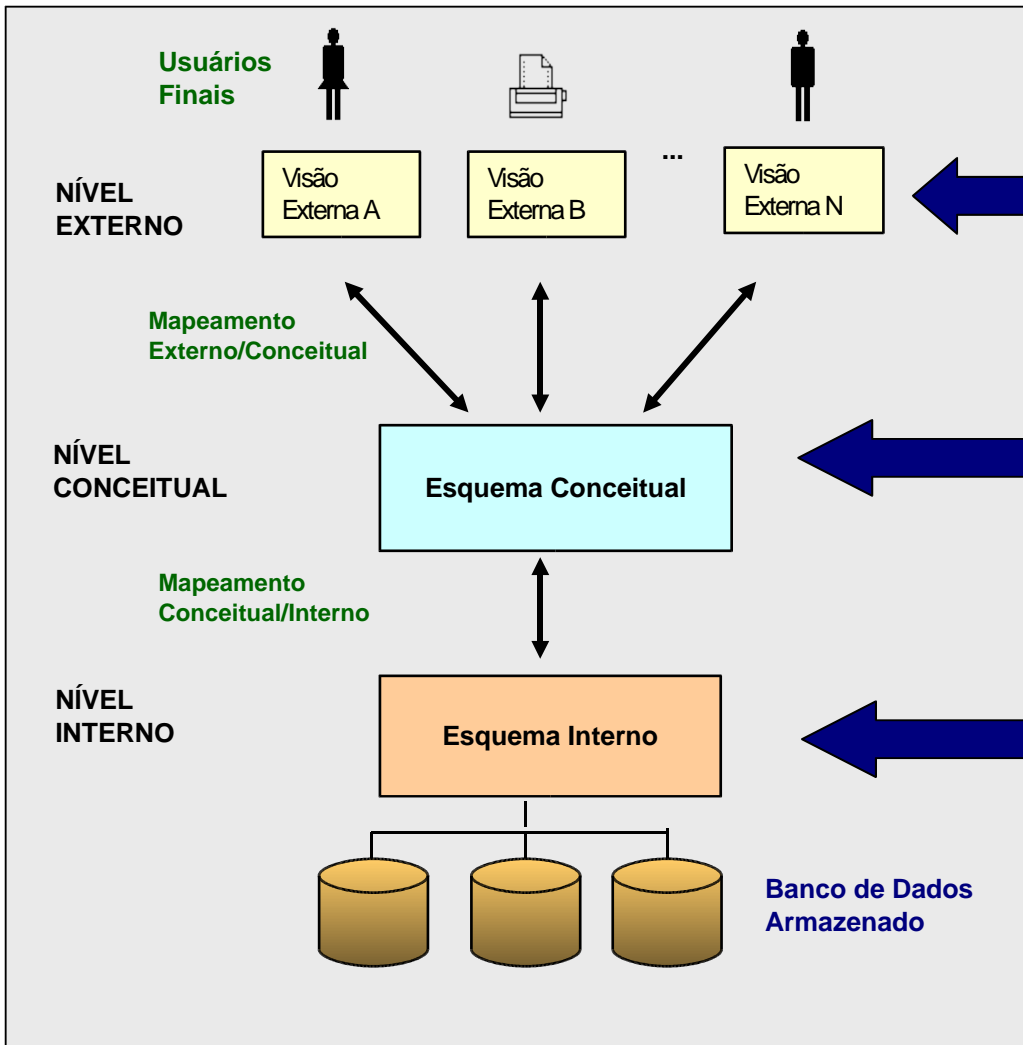 Usuários
Finais
...
NÍVEL
EXTERNO
Visão
Externa A
Visão
Externa B
Visão
Externa N
Mapeamento
Externo/Conceitual
NÍVEL
CONCEITUAL
Esquema Conceitual
Mapeamento
Conceitual/Interno
NÍVEL
INTERNO
Esquema Interno
Banco de Dados
Armazenado